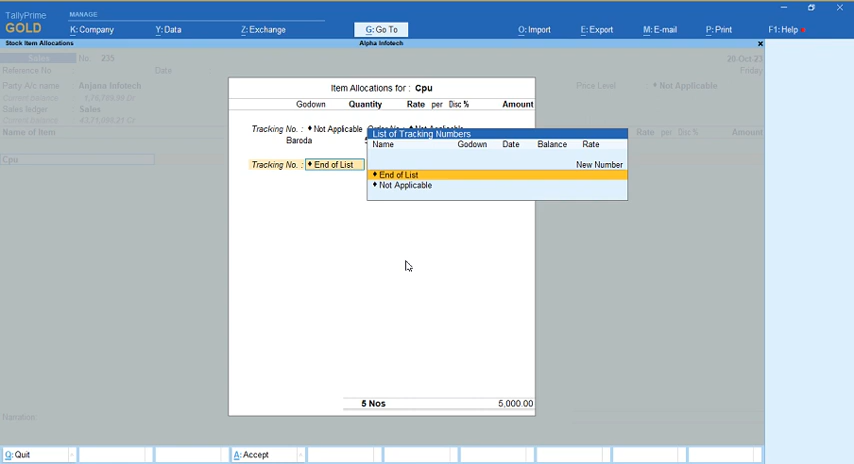 TallyPrime MANAGE
GOLD
K: Company Y: Data Z: Exchange G: Go To O: Import E: Export M: E-mail P: Print F1: Help
Stock Item Allocations Alpha Infotech
Sales No. 235 20-Oct-23
Reference No Date Friday
Party A/c name Anjana Infotech Price Level ♦ Not Applicable
Current balance
Sales ledger Sales
Current balance
Name of Item Rate per Disc % Amount
Cpu
Item Allocations for : Cpu
Godown Quantity Rate per Disc % Amount
Tracking No. : ♦ Not Applicable
Baroda
Tracking No. : ♦ End of List
List of Tracking Numbers
Name Godown Date Balance Rate
New Number
♦ End of List
♦ Not Applicable
5 Nos 5,000.00
Narration:
Q: Quit A: Accept